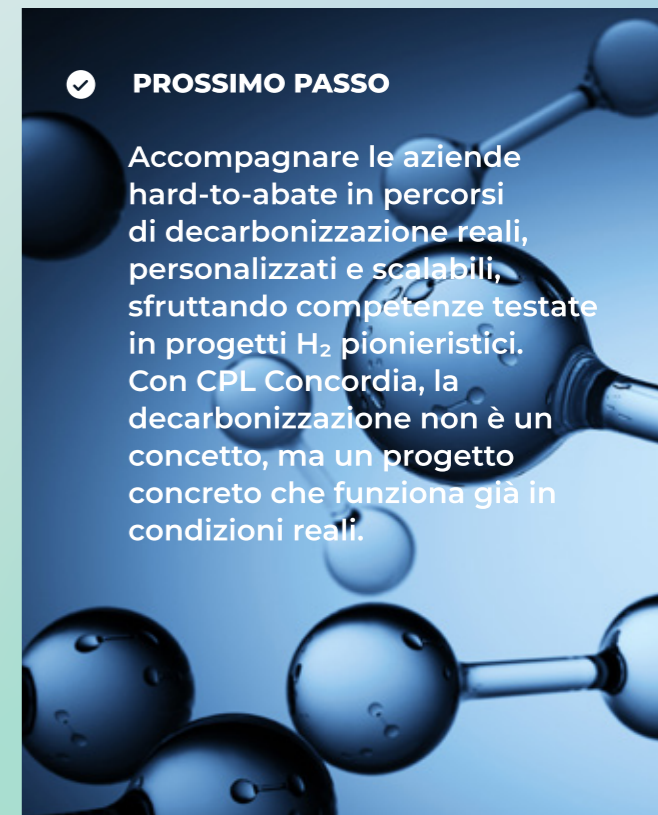 PROSSIMO PASSO
Accompagnare le aziende
hard-to-abate in percorsi
di decarbonizzazione reali,
personalizzati e scalabili,
sfruttando competenze testate
in progetti H₂ pionieristici.
Con CPL Concordia, la
decarbonizzazione non è un
concetto, ma un progetto
concreto che funziona già in
condizioni reali.